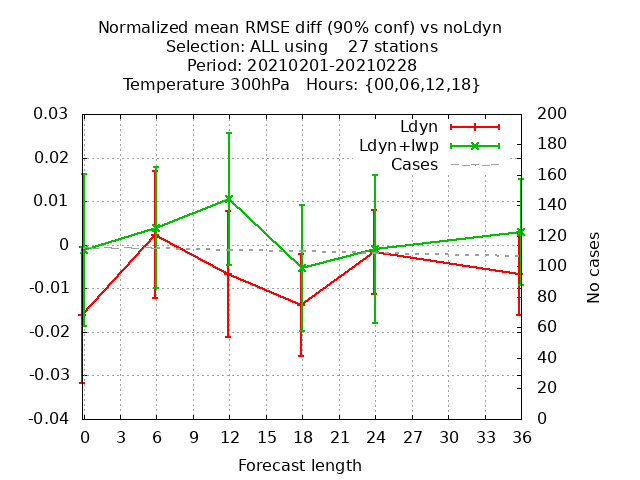 Normalized mean RMSE diff (90% conf) vs noLdyn
Selection: ALL using    27 stations
Period: 20210201-20210228
Temperature 300hPa   Hours: {00,06,12,18}
Ldyn
Ldyn+lwp
Cases
0.03
0.02
0.01
0
-0.01
-0.02
-0.03
-0.04
200
180
160
140
120
100
80
60
40
20
0
No cases
0 3 6 9 12 15 18 21 24 27 30 33 36
Forecast length